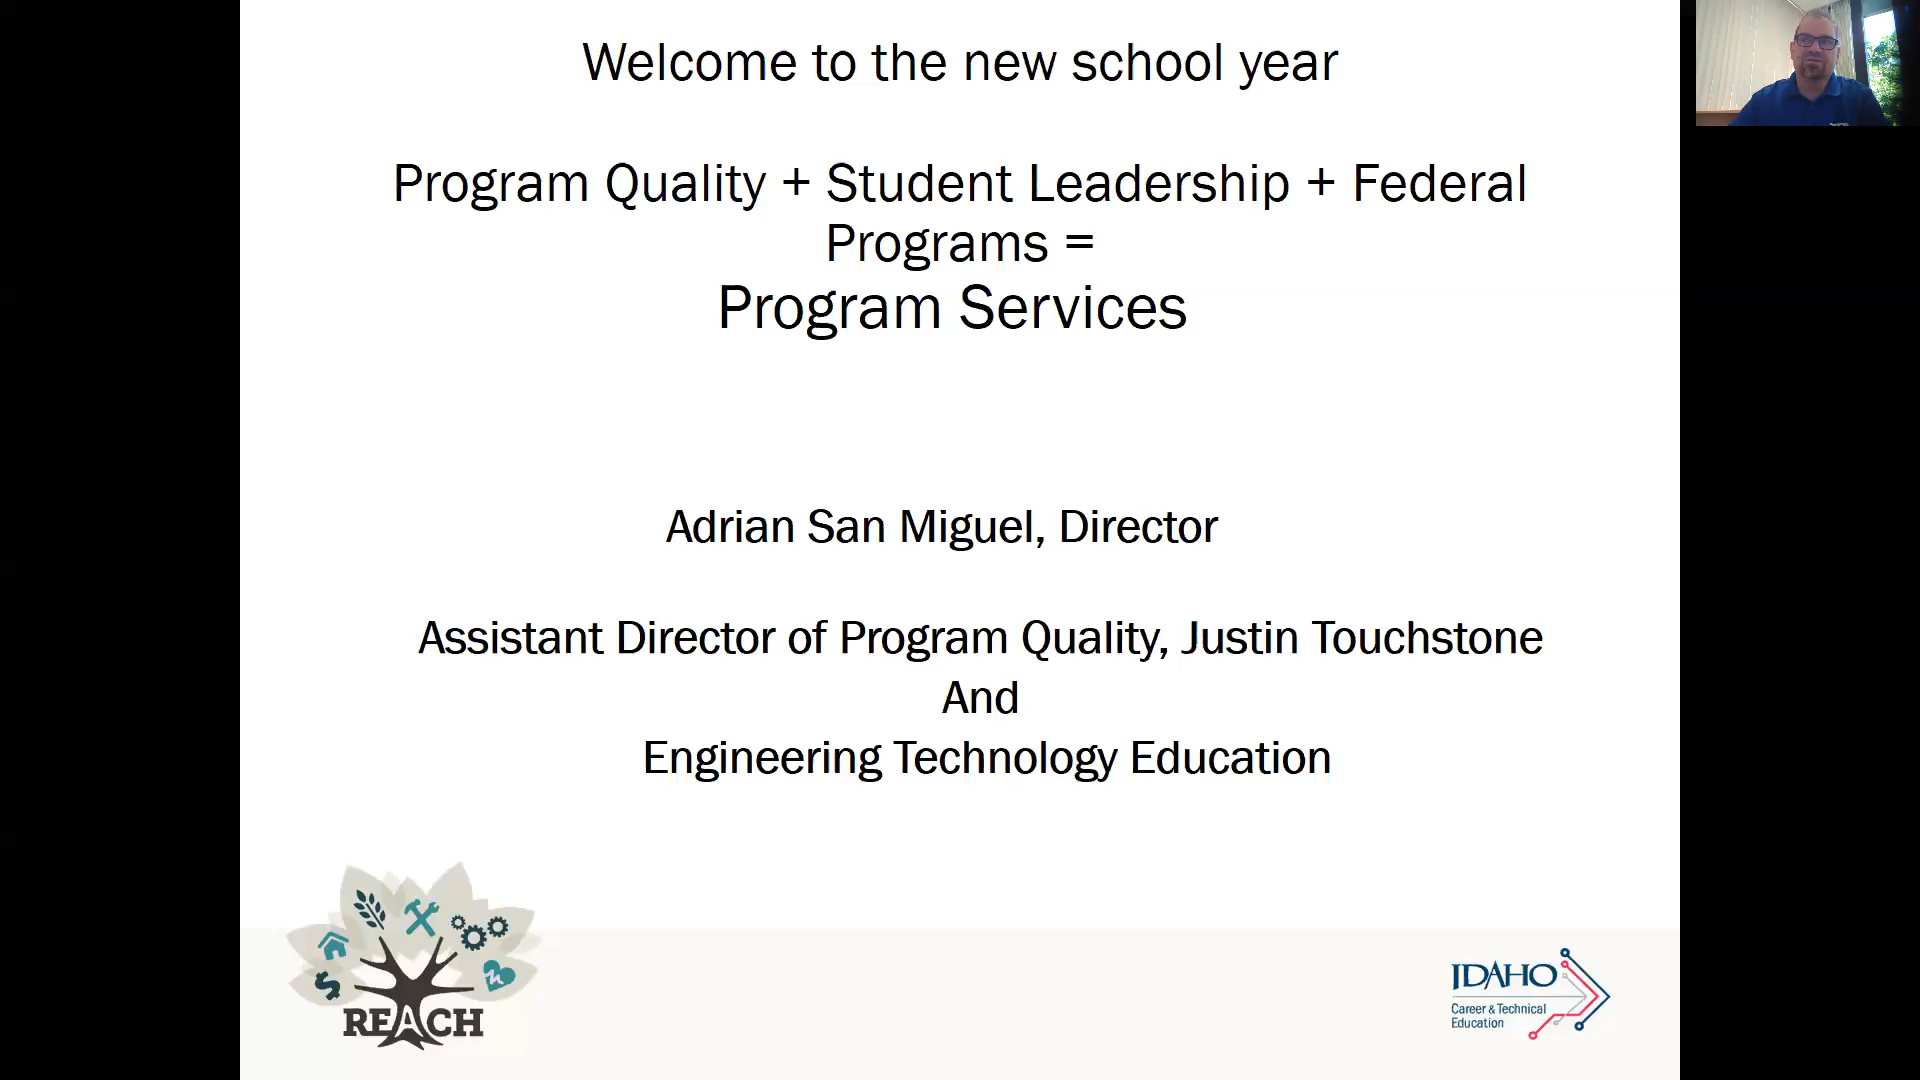 Welcome to the new school year
Program Quality + Student Leadership + Federal
Programs =
Program Services
Adrian San Miguel, Director
Assistant Director of Program Quality, Justin Touchstone
And
Engineering Technology Education
REACH
IDAHO
Career & Technical
Education